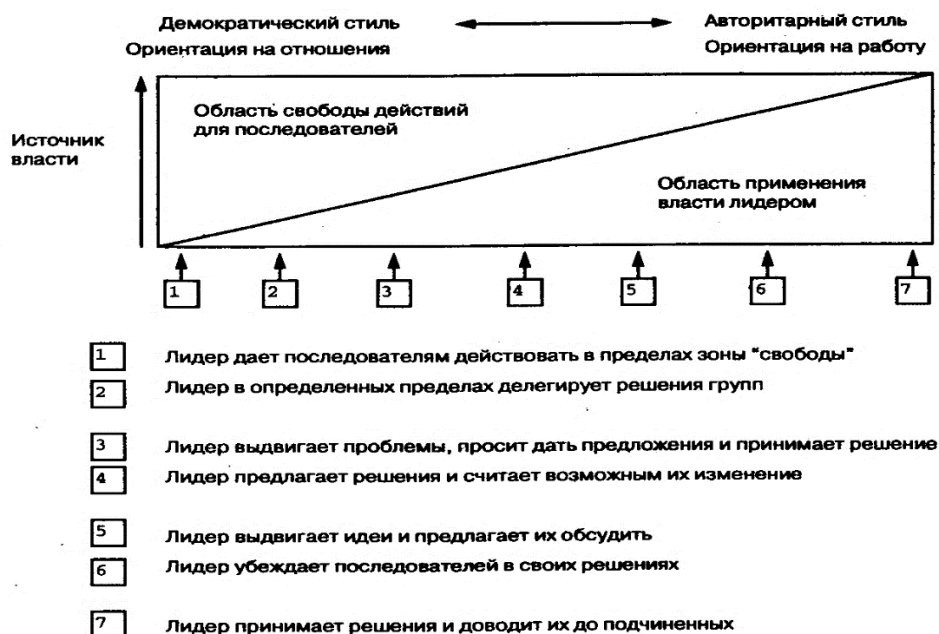 Демократический стиль
Авторитарный стиль
Ориентация на отношения
Ориентация на работу
Область свободы действий
для последователей
Источник
власти
Область применения
власти лидером
1
2
3
4
5
6
7
1 Лидер дает последователям действовать в пределах зоны "свободы"
2 Лидер в определенных пределах делегирует решения групп
3 Лидер выдвигает проблемы, просит дать предложения и принимает решение
4 Лидер предлагает решения и считает возможным их изменение
5 Лидер выдвигает идеи и предлагает их обсудить
6 Лидер убеждает последователей в своих решениях
7 Лидер принимает решения и доводит их до подчиненных